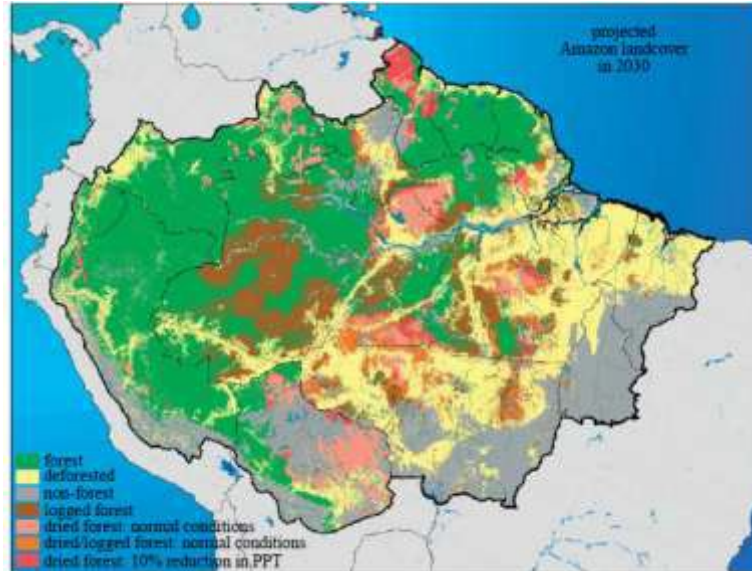 projected
Amazon landcover
in 2030
forest
deforested
non-forest
logged forest
dried forest: normal conditions
dried/logged forest: normal conditions
dried forest: 10% reduction in PPT